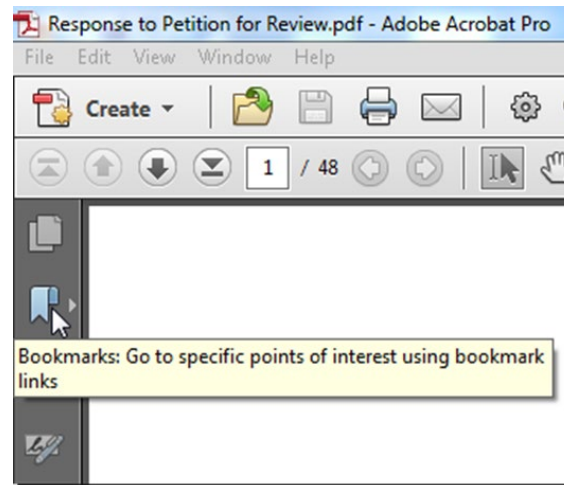 Response to Petition for Review.pdf - Adobe Acrobat Pro
File Edit View Window Help
Create
1 / 48
Bookmarks: Go to specific points of interest using bookmark
links